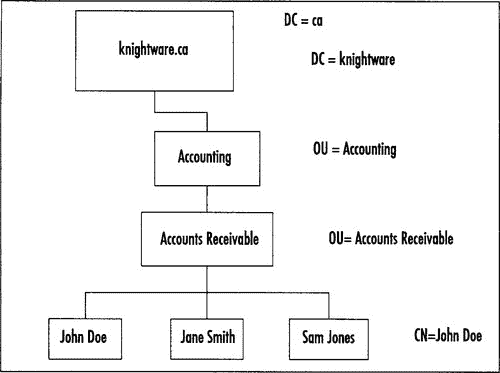 DC = ca
knightware.ca
DC = knightware
Accounting
OU = Accounting
Accounts Receivable
OU= Accounts Receivable
John Doe
Jane Smith
Sam Jones
CN=John Doe